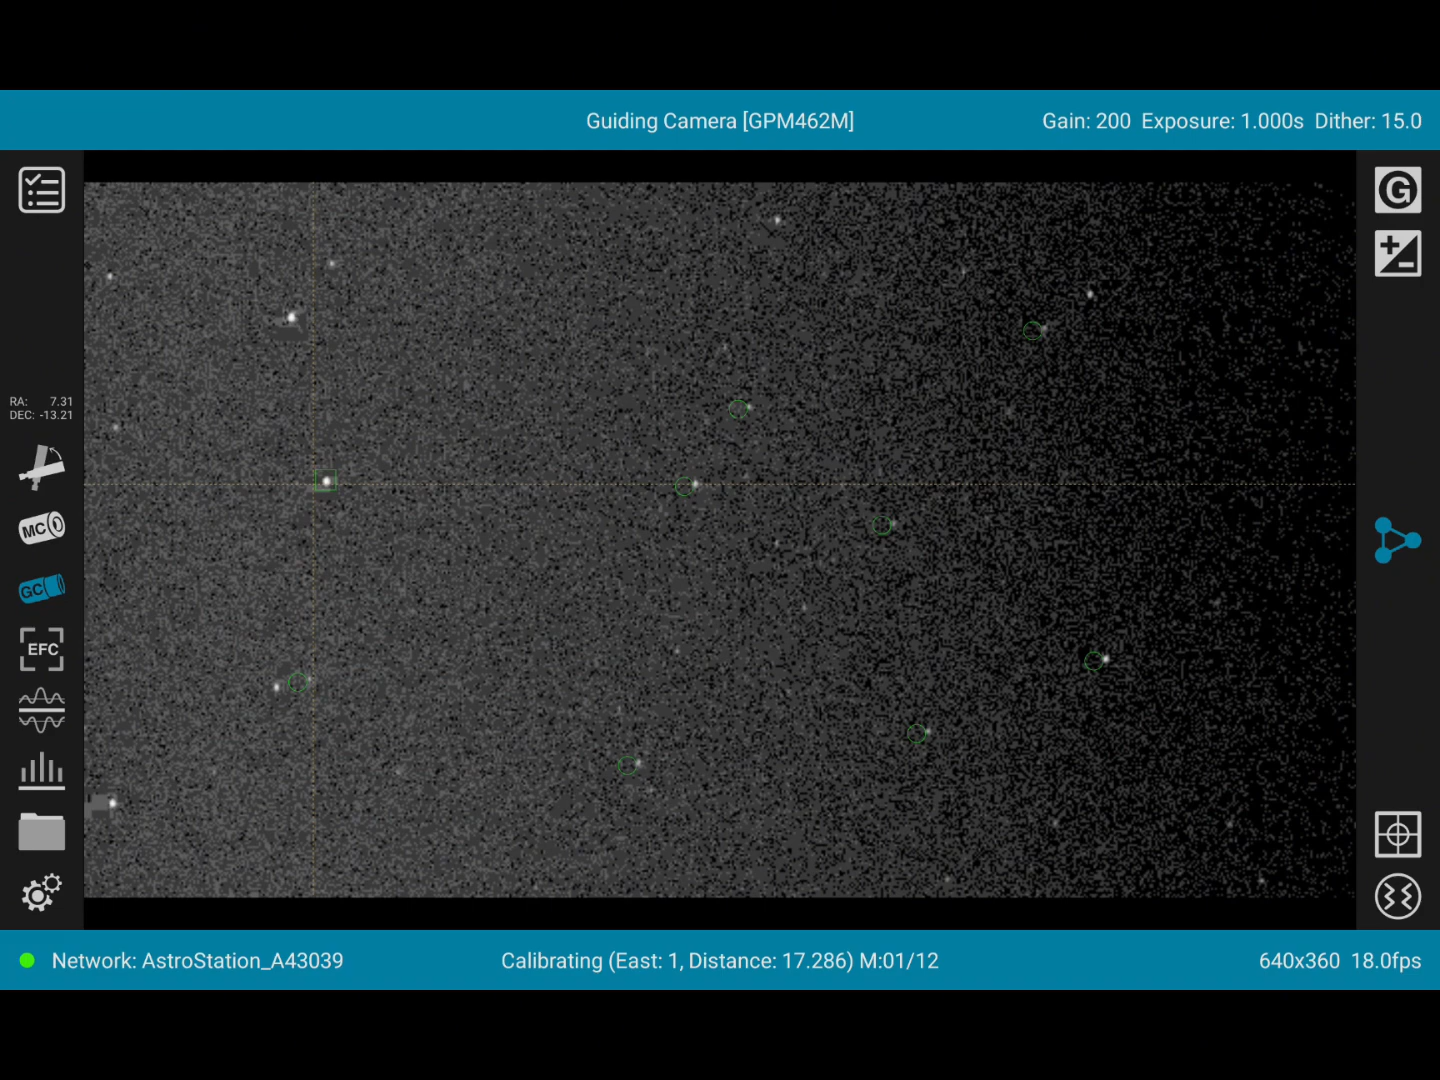 Guiding Camera [GPM462M]
Gain: 200 Exposure: 1.000s Dither: 15.0
G
RA: 7.31
DEC: -13.21
MC
GC
EFC
Network: AstroStation_A43039
Calibrating (East: 1, Distance: 17.286) M:01/12
640x360 18.0fps